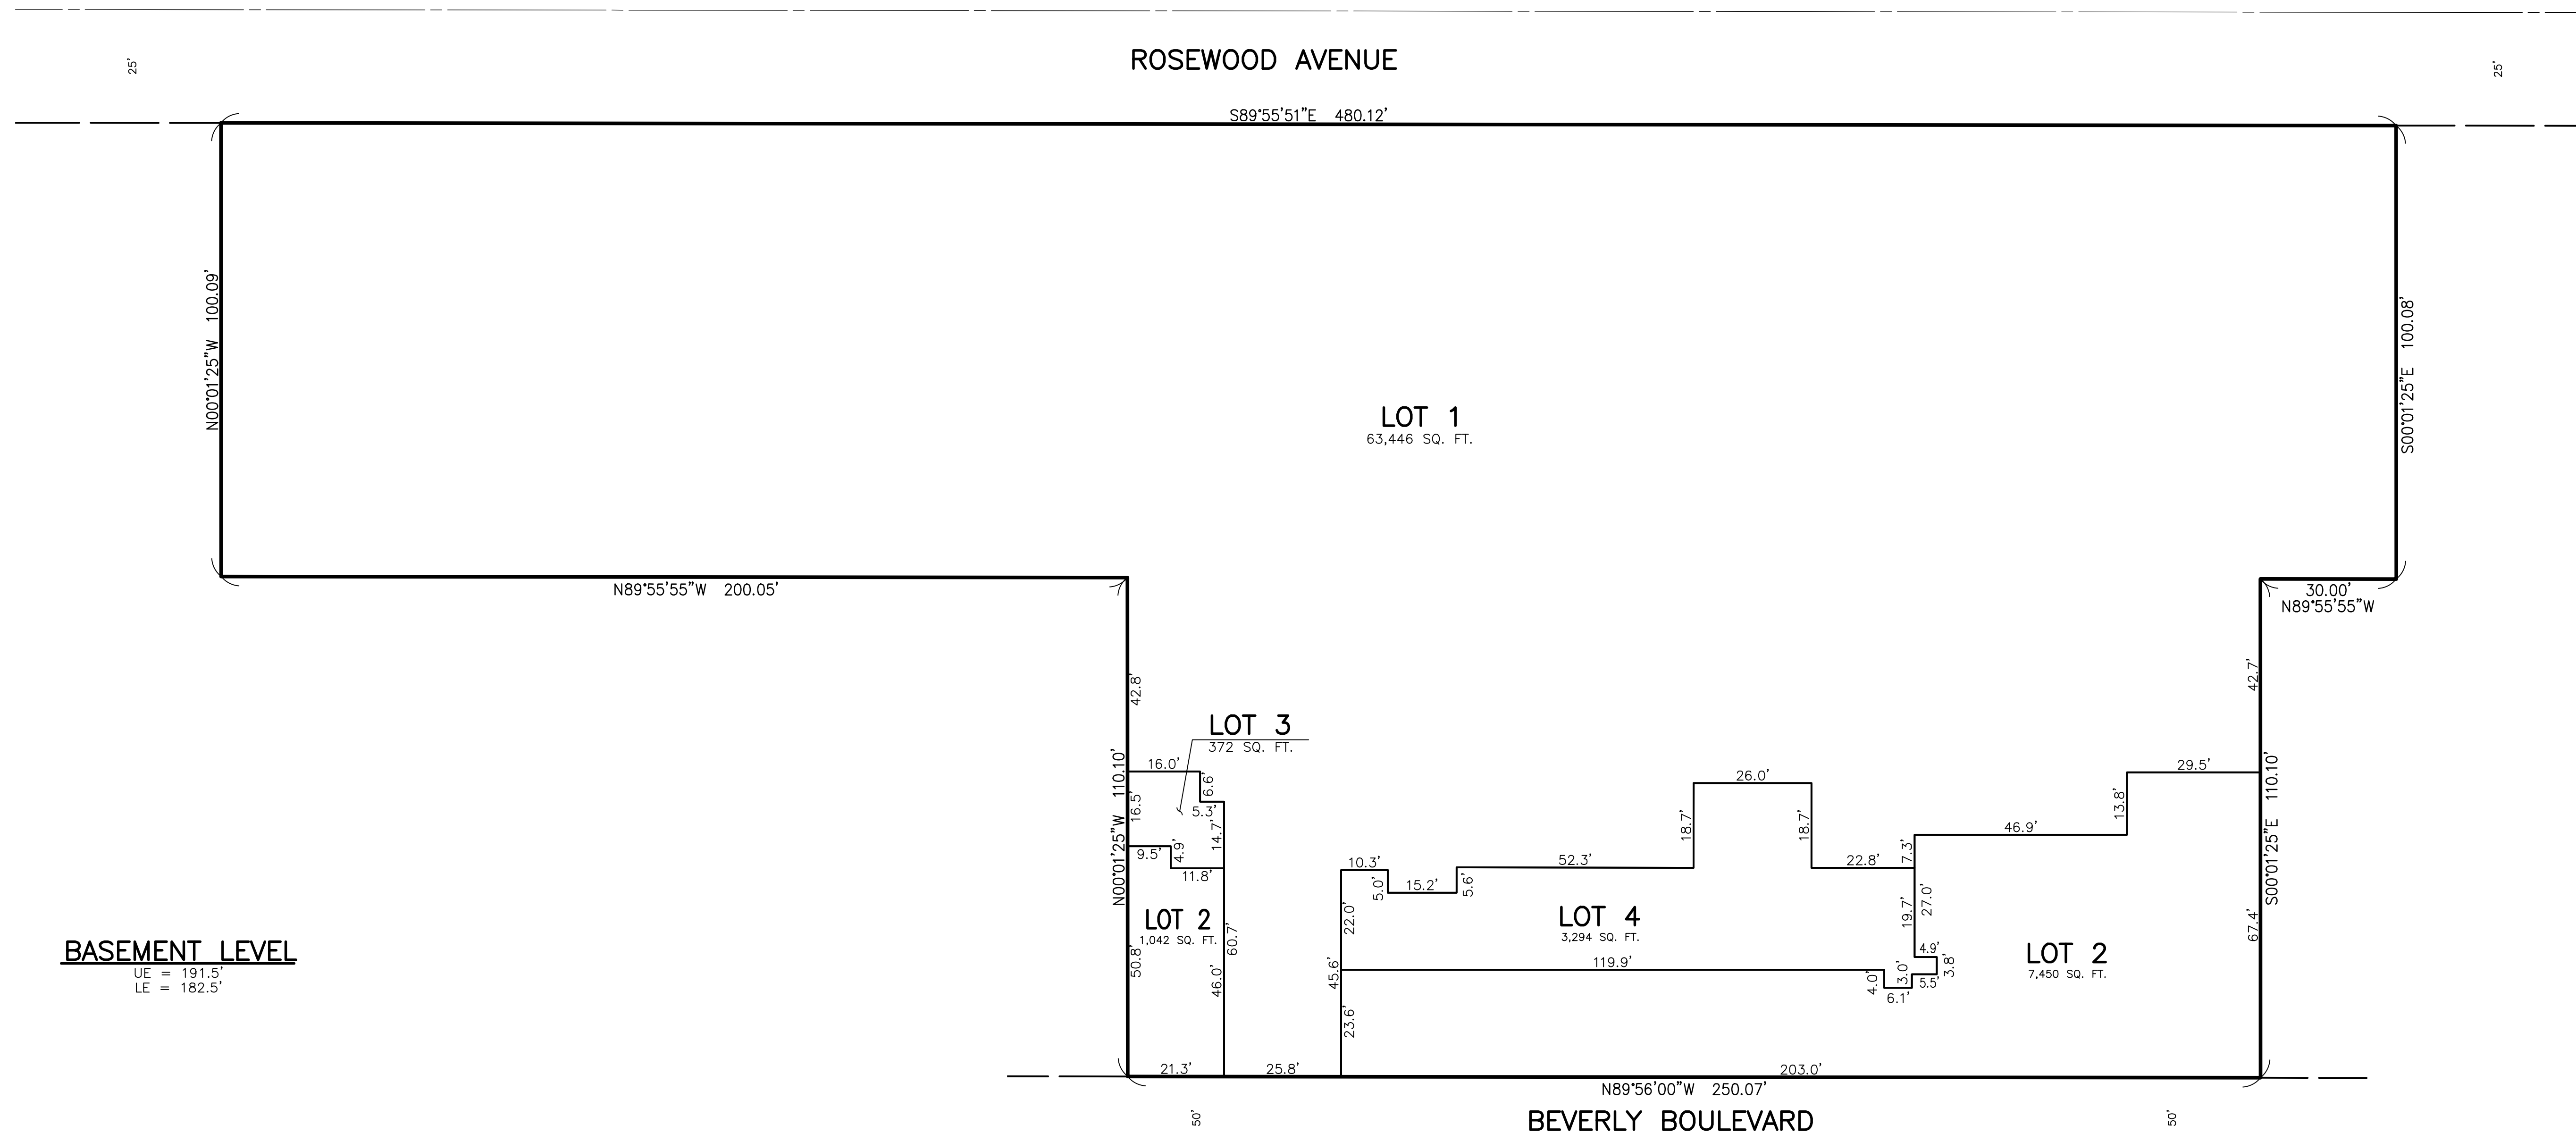 ROSEWOOD AVENUE
25'
25'
S89°55'51"E 480.12'
N00°01'25"W 100.09'
S00°01'25"E 100.08'
LOT 1
63,446 SQ. FT.
N89°55'55"W 200.05'
30.00'
N89°55'55"W
42.8'
42.7'
LOT 3
372 SQ. FT.
N00°01'25"W 110.10'
S00°01'25"E 110.10'
16.0'
6.6'
5.3'
16.5'
14.7'
9.5'
4.9'
11.8'
LOT 2
1,042 SQ. FT.
50.8'
60.7'
46.0'
26.0'
18.7'
18.7'
29.5'
13.8'
46.9'
10.3'
5.0'
15.2'
5.6'
52.3'
22.8'
7.3'
22.0'
LOT 4
3,294 SQ. FT.
19.7'
27.0'
67.4'
LOT 2
7,450 SQ. FT.
4.9'
3.8'
119.9'
4.0'
3.0'
5.5'
6.1'
45.6'
23.6'
BASEMENT LEVEL
UE = 191.5'
LE = 182.5'
21.3'
25.8'
203.0'
N89°56'00"W 250.07'
50'
50'
BEVERLY BOULEVARD